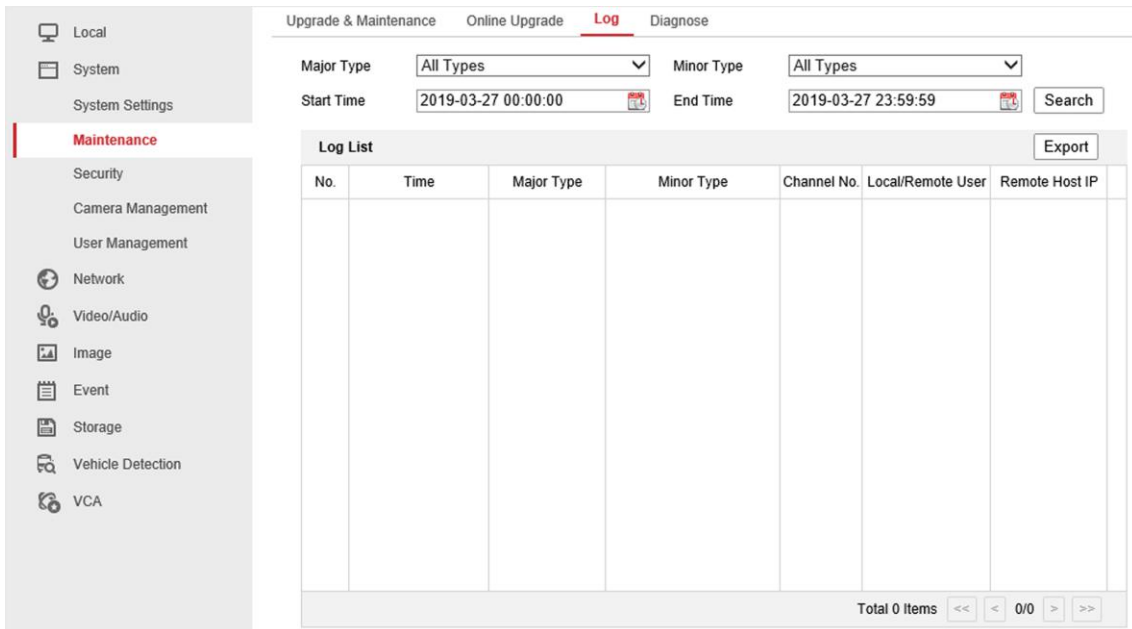 Local
System
System Settings
Maintenance
Security
Camera Management
User Management
Network
Video/Audio
Image
Event
Storage
Vehicle Detection
VCA
Upgrade & Maintenance Online Upgrade Log Diagnose
Major Type All Types Minor Type All Types
Start Time 2019-03-27 00:00:00 End Time 2019-03-27 23:59:59 Search
Log List Export
No. Time Major Type Minor Type Channel No. Local/Remote User Remote Host IP
Total 0 Items << < 0/0 > >>